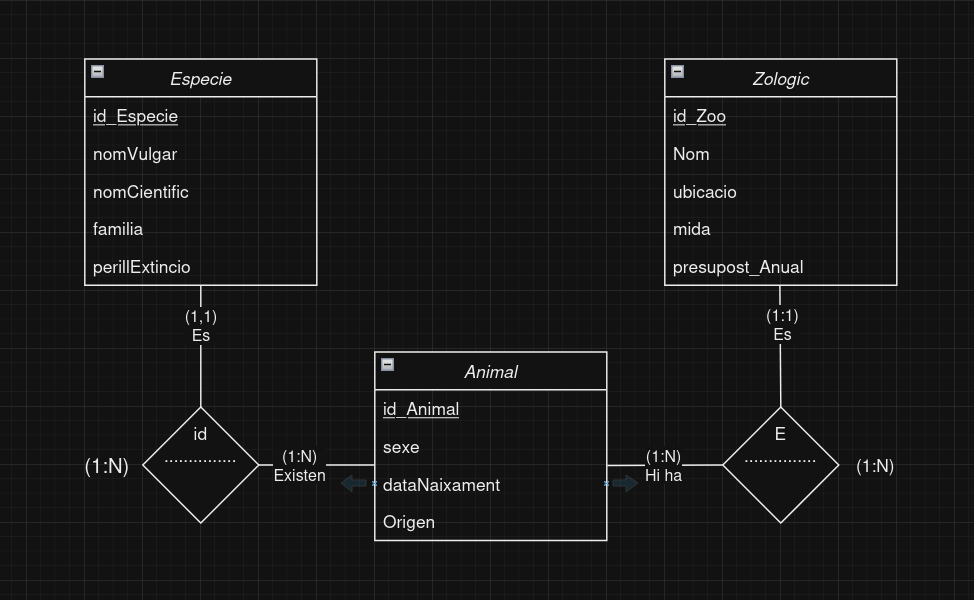 Especie
id_Especie
nomVulgar
nomCientific
familia
perillExtincio
Zologic
id_Zoo
Nom
ubicacio
mida
presupost_Anual
(1,1)
Es
(1:1)
Es
Animal
id_Animal
sexe
dataNaixament
Origen
id
(1:N)
(1:N)
Existen
(1:N)
Hi ha
E
(1:N)